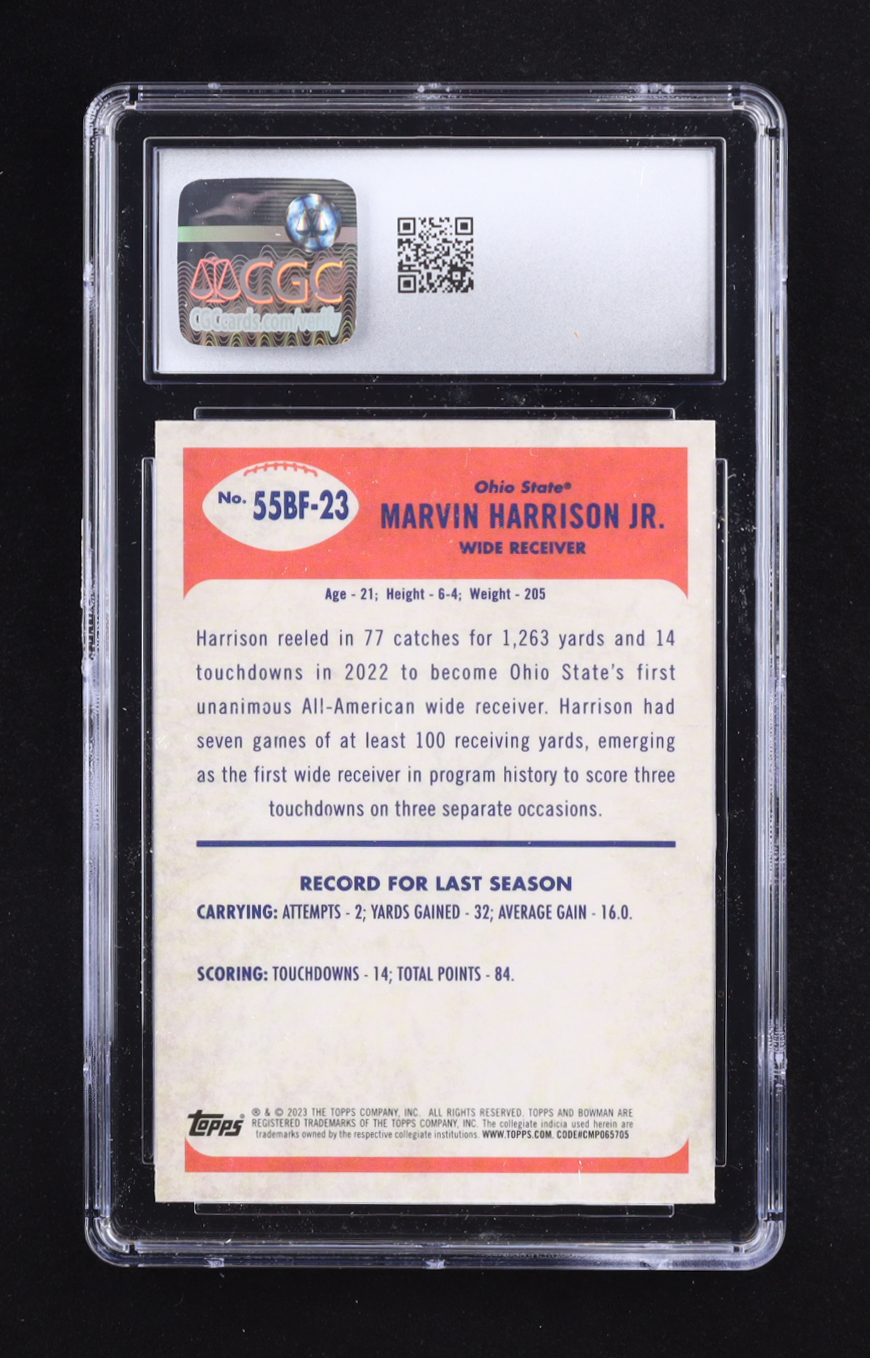 CGC
CGCcards.com/verify
No. 55BF-23
Ohio State®
MARVIN HARRISON JR.
WIDE RECEIVER
Age - 21; Height - 6-4; Weight - 205
Harrison reeled in 77 catches for 1,263 yards and 14
touchdowns in 2022 to become Ohio State's first
unanimous All-American wide receiver. Harrison had
seven games of at least 100 receiving yards, emerging
as the first wide receiver in program history to score three
touchdowns on three separate occasions.
RECORD FOR LAST SEASON
CARRYING: ATTEMPTS - 2; YARDS GAINED - 32; AVERAGE GAIN - 16.0.
SCORING: TOUCHDOWNS - 14; TOTAL POINTS - 84.
Topps
® & © 2023 THE TOPPS COMPANY, INC. ALL RIGHTS RESERVED. TOPPS AND BOWMAN ARE
REGISTERED TRADEMARKS OF THE TOPPS COMPANY, INC. The collegiate indicia used herein are
trademarks owned by the respective collegiate institutions. WWW.TOPPS.COM. CODE#CMP065705